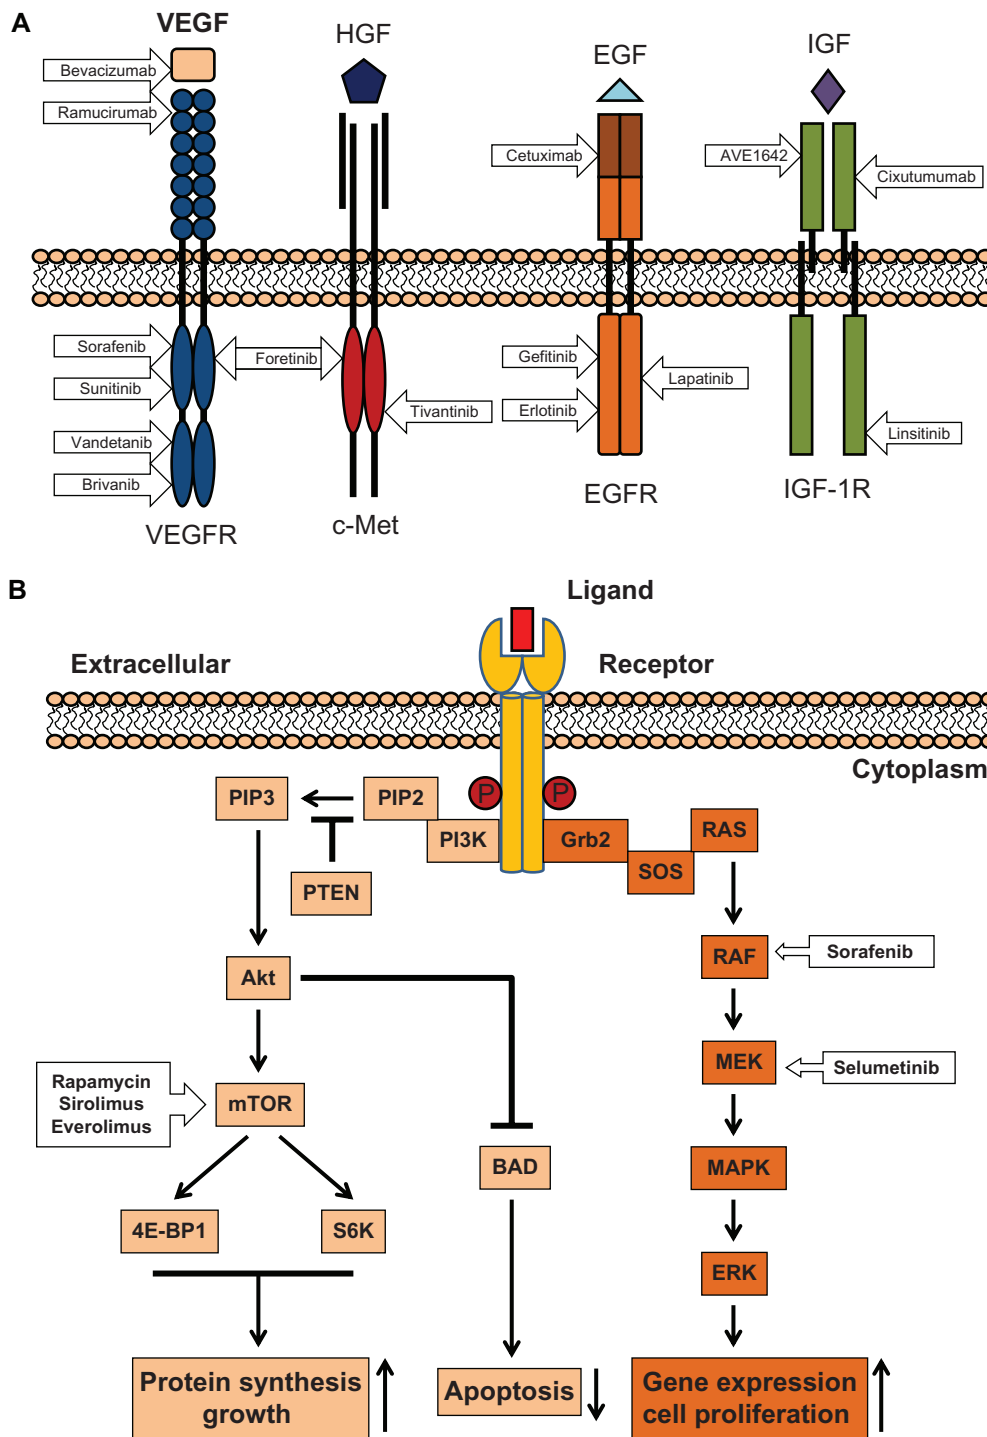 A
VEGF
HGF
EGF
IGF
Bevacizumab
Ramucirumab
Cetuximab
AVE1642
Cixutumumab
Sorafenib
Foretinib
Gefitinib
Lapatinib
Sunitinib
Tivantinib
Erlotinib
Vandetanib
Linsitinib
Brivanib
VEGFR
c-Met
EGFR
IGF-1R
B
Ligand
Extracellular
Receptor
Cytoplasm
PIP3
PIP2
P
P
PI3K
Grb2
RAS
SOS
PTEN
Akt
RAF
Sorafenib
MEK
Selumetinib
Rapamycin
Sirolimus
Everolimus
mTOR
BAD
MAPK
4E-BP1
S6K
ERK
Protein synthesis
growth
Apoptosis
Gene expression
cell proliferation